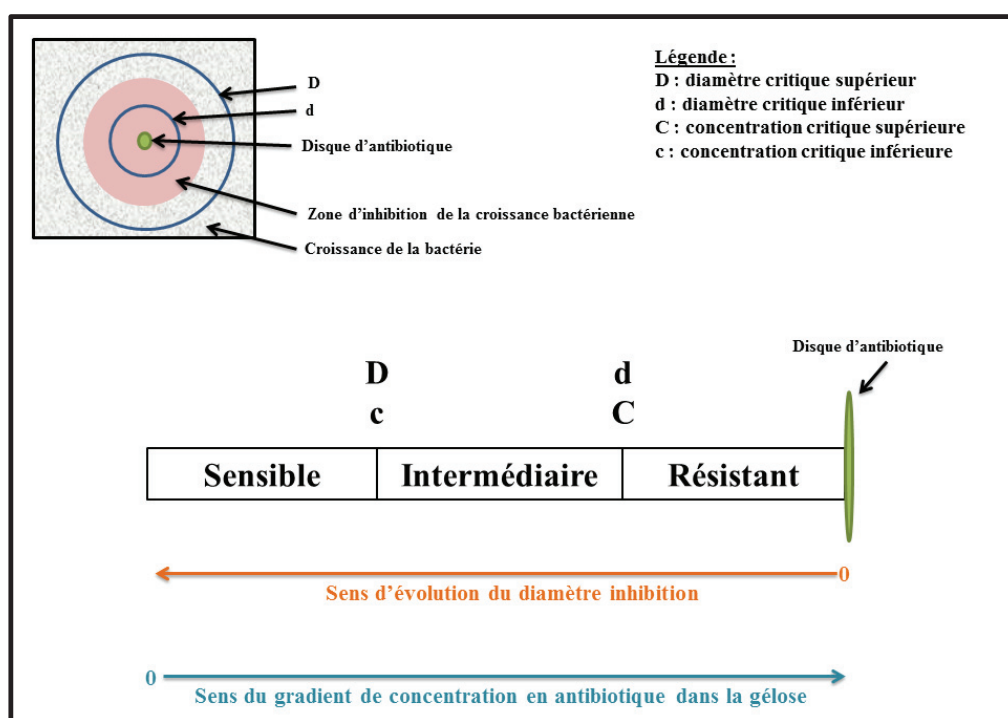 D
d
Disque d'antibiotique
Zone d'inhibition de la croissance bactérienne
Croissance de la bactérie
Légende :
D : diamètre critique supérieur
d : diamètre critique inférieur
C : concentration critique supérieure
c : concentration critique inférieure
Disque d'antibiotique
D d
c C
Sensible Intermédiaire Résistant
0
Sens d'évolution du diamètre inhibition
0
Sens du gradient de concentration en antibiotique dans la gélose